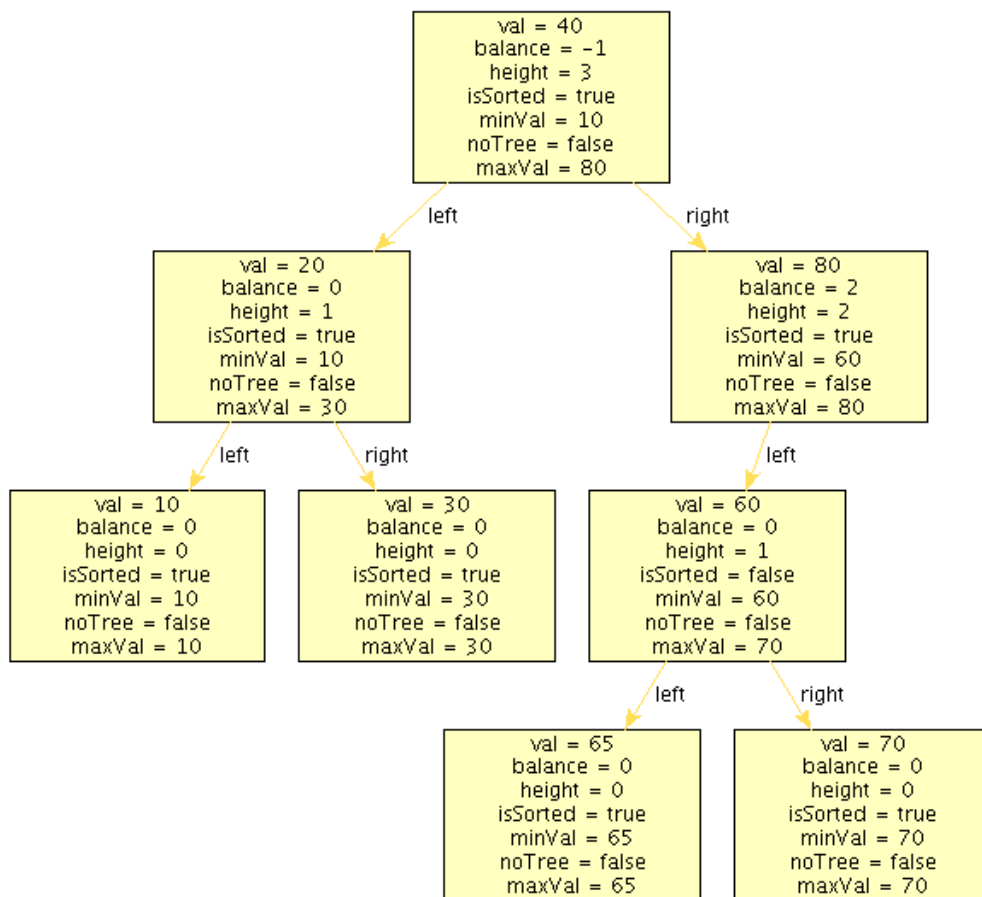 val = 40
balance = -1
height = 3
isSorted = true
minVal = 10
noTree = false
maxVal = 80
left
right
val = 20
balance = 0
height = 1
isSorted = true
minVal = 10
noTree = false
maxVal = 30
val = 80
balance = 2
height = 2
isSorted = true
minVal = 60
noTree = false
maxVal = 80
left
right
left
val = 10
balance = 0
height = 0
isSorted = true
minVal = 10
noTree = false
maxVal = 10
val = 30
balance = 0
height = 0
isSorted = true
minVal = 30
noTree = false
maxVal = 30
val = 60
balance = 0
height = 1
isSorted = false
minVal = 60
noTree = false
maxVal = 70
left
right
val = 65
balance = 0
height = 0
isSorted = true
minVal = 65
noTree = false
maxVal = 65
val = 70
balance = 0
height = 0
isSorted = true
minVal = 70
noTree = false
maxVal = 70